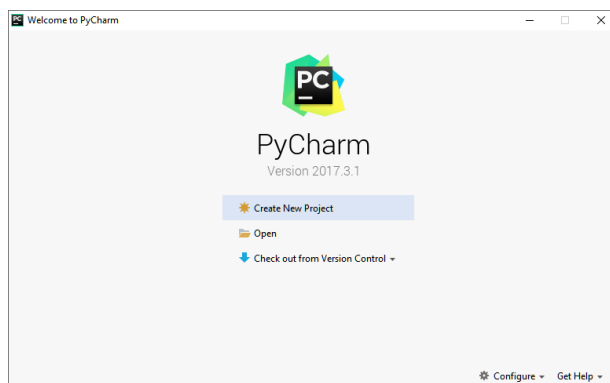 PC Welcome to PyCharm
PC
PyCharm
Version 2017.3.1
Create New Project
Open
Check out from Version Control
Configure Get Help